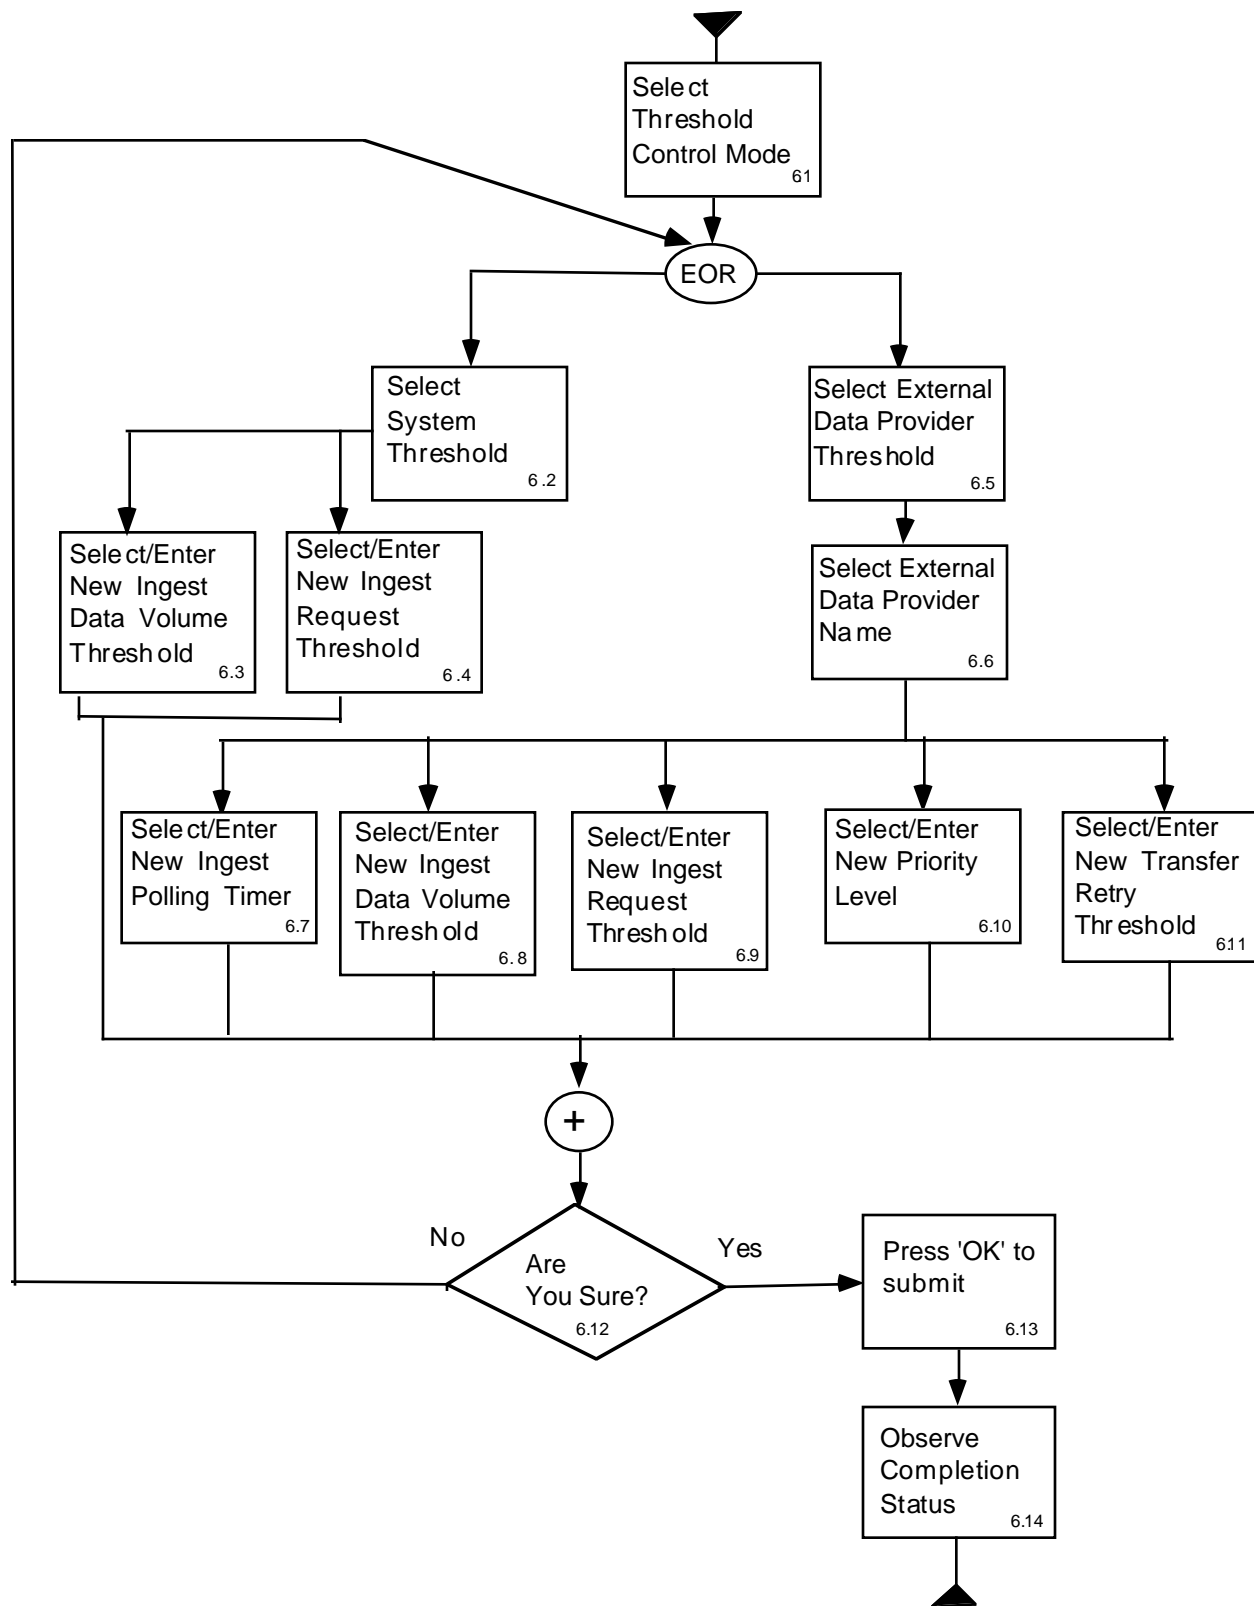 Select
Threshold
Control Mode
61
EOR
Select
System
Threshold
6.2
Select External
Data Provider
Threshold
6.5
Select/Enter
New Ingest
Data Volume
Threshold
6.3
Select/Enter
New Ingest
Request
Threshold
6.4
Select External
Data Provider
Name
6.6
Select/Enter
New Ingest
Polling Timer
6.7
Select/Enter
New Ingest
Data Volume
Threshold
6.8
Select/Enter
New Ingest
Request
Threshold
6.9
Select/Enter
New Priority
Level
6.10
Select/Enter
New Transfer
Retry
Threshold
6.11
+
No
Are
You Sure?
6.12
Yes
Press 'OK' to
submit
6.13
Observe
Completion
Status
6.14